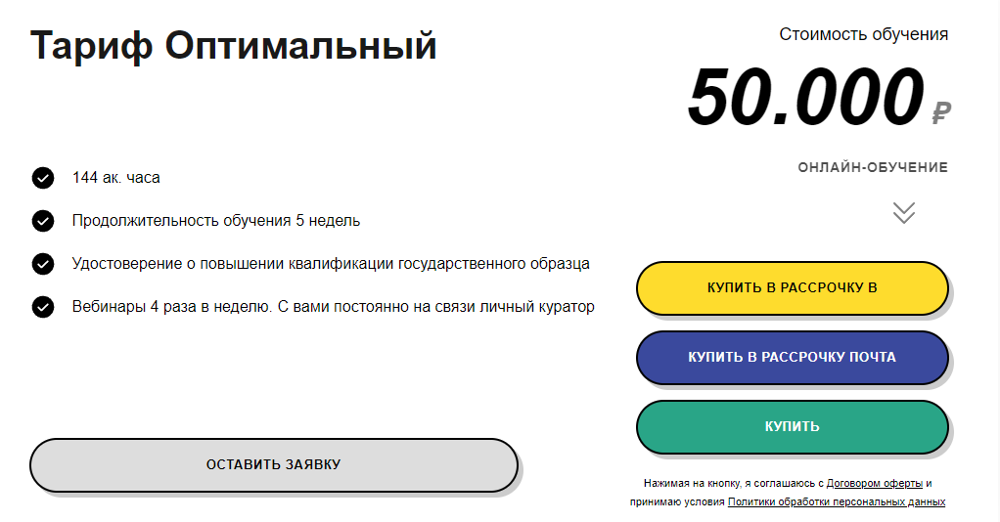 Тариф Оптимальный
144 ак. часа
Продолжительность обучения 5 недель
Удостоверение о повышении квалификации государственного образца
Вебинары 4 раза в неделю. С вами постоянно на связи личный куратор
ОСТАВИТЬ ЗАЯВКУ
Стоимость обучения
50.000 ₽
ОНЛАЙН-ОБУЧЕНИЕ
КУПИТЬ В РАССРОЧКУ В
КУПИТЬ В РАССРОЧКУ ПОЧТА
КУПИТЬ
Нажимая на кнопку, я соглашаюсь с Договором оферты и
принимаю условия Политики обработки персональных данных